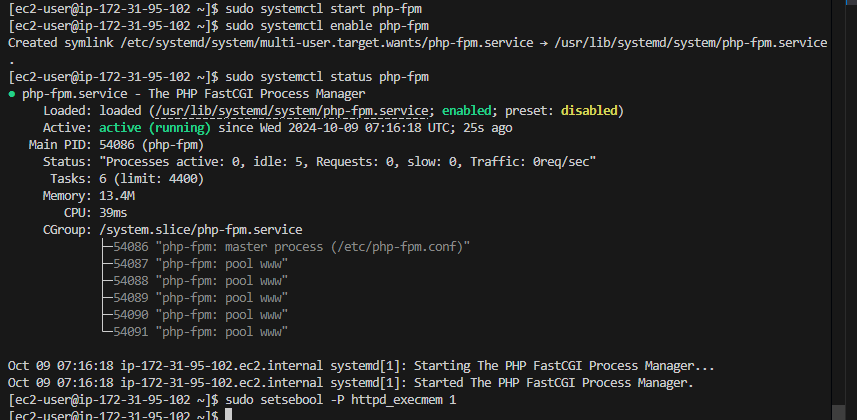 [ec2-user@ip-172-31-95-102 ~]$ sudo systemctl start php-fpm
[ec2-user@ip-172-31-95-102 ~]$ sudo systemctl enable php-fpm
Created symlink /etc/systemd/system/multi-user.target.wants/php-fpm.service → /usr/lib/systemd/system/php-fpm.service
.
[ec2-user@ip-172-31-95-102 ~]$ sudo systemctl status php-fpm
● php-fpm.service - The PHP FastCGI Process Manager
     Loaded: loaded (/usr/lib/systemd/system/php-fpm.service; enabled; preset: disabled)
     Active: active (running) since Wed 2024-10-09 07:16:18 UTC; 25s ago
   Main PID: 54086 (php-fpm)
     Status: "Processes active: 0, idle: 5, Requests: 0, slow: 0, Traffic: 0req/sec"
      Tasks: 6 (limit: 4400)
     Memory: 13.4M
        CPU: 39ms
     CGroup: /system.slice/php-fpm.service
             ├─54086 "php-fpm: master process (/etc/php-fpm.conf)"
             ├─54087 "php-fpm: pool www"
             ├─54088 "php-fpm: pool www"
             ├─54089 "php-fpm: pool www"
             ├─54090 "php-fpm: pool www"
             └─54091 "php-fpm: pool www"
Oct 09 07:16:18 ip-172-31-95-102.ec2.internal systemd[1]: Starting The PHP FastCGI Process Manager...
Oct 09 07:16:18 ip-172-31-95-102.ec2.internal systemd[1]: Started The PHP FastCGI Process Manager.
[ec2-user@ip-172-31-95-102 ~]$ sudo setsebool -P httpd_execmem 1
[ec2-user@ip-172-31-95-102 ~]$